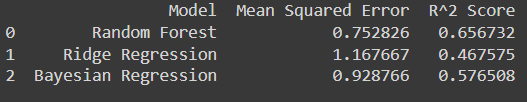 Model Mean Squared Error R^2 Score
0 Random Forest 0.752826 0.656732
1 Ridge Regression 1.167667 0.467575
2 Bayesian Regression 0.928766 0.576508